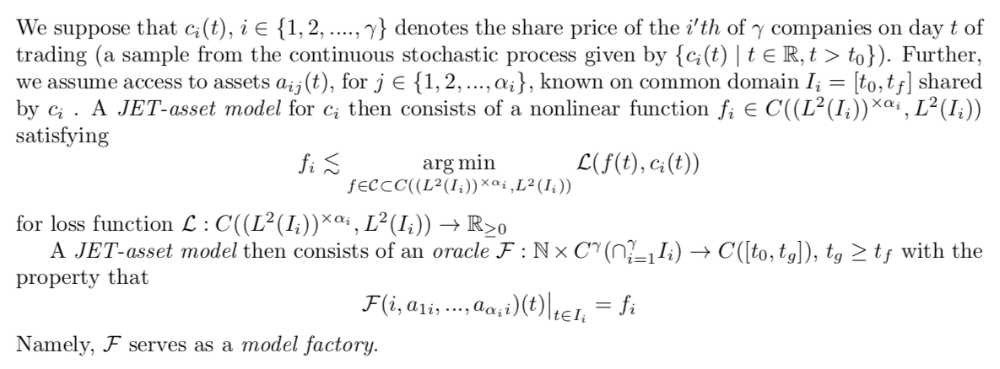 We suppose that $c_i(t)$, $i \in \{1, 2, ...., \gamma\}$ denotes the share price of the $i'th$ of $\gamma$ companies on day $t$ of
trading (a sample from the continuous stochastic process given by $\{c_i(t) \mid t \in \mathbb{R}, t > t_0\}$). Further,
we assume access to assets $a_{ij}(t)$, for $j \in \{1, 2, ..., \alpha_i\}$, known on common domain $I_i = [t_0, t_f]$ shared
by $c_i$ . A JET-asset model for $c_i$ then consists of a nonlinear function $f_i \in C((L^2(I_i))^{\times\alpha_i}, L^2(I_i))$
satisfying
$f_i \lesssim \underset{f \in \mathcal{C} \subset C((L^2(I_i))^{\times\alpha_i}, L^2(I_i))}{\arg\min} \mathcal{L}(f(t), c_i(t))$
for loss function $\mathcal{L} : C((L^2(I_i))^{\times\alpha_i}, L^2(I_i)) \to \mathbb{R}_{\geq 0}$
A JET-asset model then consists of an oracle $\mathcal{F} : \mathbb{N} \times C^\gamma(\cap_{i=1}^\gamma I_i) \to C([t_0, t_g])$, $t_g \geq t_f$ with the
property that
$\mathcal{F}(i, a_{1i}, ..., a_{\alpha_i i})(t)\big|_{t \in I_i} = f_i$
Namely, $\mathcal{F}$ serves as a model factory.